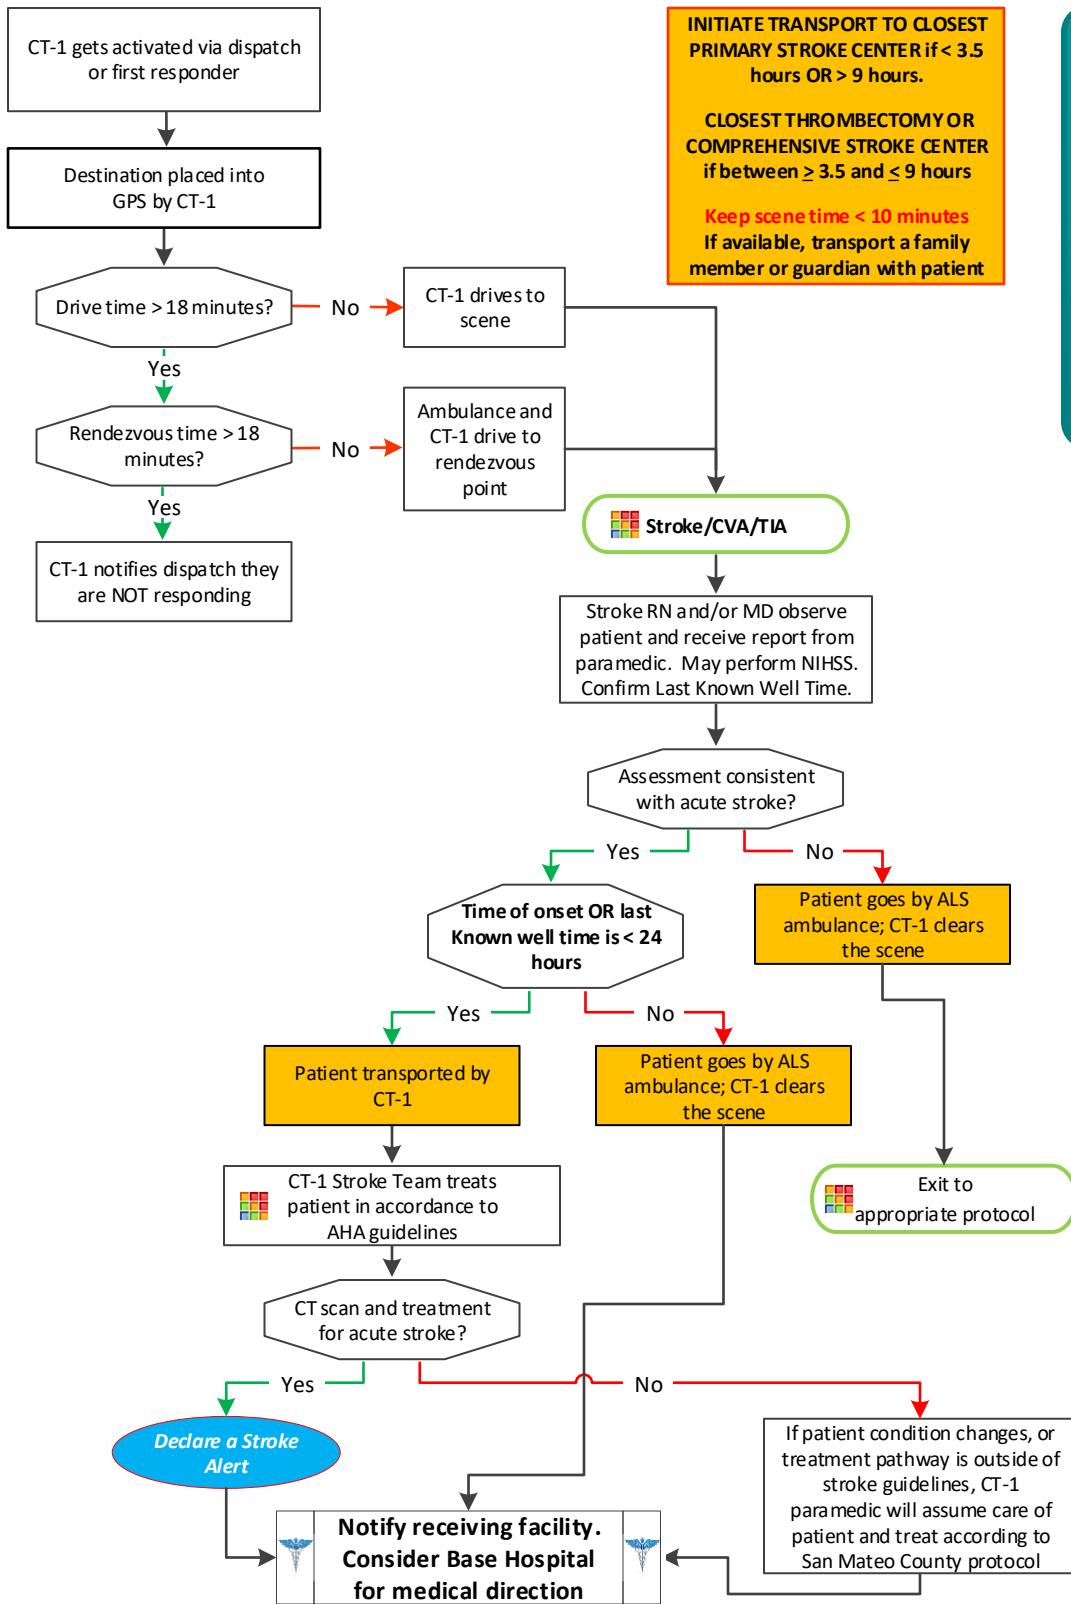 CT-1 gets activated via dispatch
or first responder
INITIATE TRANSPORT TO CLOSEST
PRIMARY STROKE CENTER if < 3.5
hours OR > 9 hours.
CLOSEST THROMBECTOMY OR
COMPREHENSIVE STROKE CENTER
if between ≥ 3.5 and ≤ 9 hours
Keep scene time < 10 minutes
If available, transport a family
member or guardian with patient
Destination placed into
GPS by CT-1
Drive time > 18 minutes?
No
CT-1 drives to
scene
Yes
Rendezvous time > 18
minutes?
No
Ambulance and
CT-1 drive to
rendezvous
point
Yes
CT-1 notifies dispatch they
are NOT responding
Stroke/CVA/TIA
Stroke RN and/or MD observe
patient and receive report from
paramedic.  May perform NIHSS.
Confirm Last Known Well Time.
Assessment consistent
with acute stroke?
Yes
No
Time of onset OR last
Known well time is < 24
hours
Patient goes by ALS
ambulance; CT-1 clears
the scene
Yes
No
Patient transported by
CT-1
Patient goes by ALS
ambulance; CT-1 clears
the scene
CT-1 Stroke Team treats
patient in accordance to
AHA guidelines
Exit to
appropriate protocol
CT scan and treatment
for acute stroke?
Yes
No
Declare a Stroke
Alert
If patient condition changes, or
treatment pathway is outside of
stroke guidelines, CT-1
paramedic will assume care of
patient and treat according to
San Mateo County protocol
Notify receiving facility.
Consider Base Hospital
for medical direction